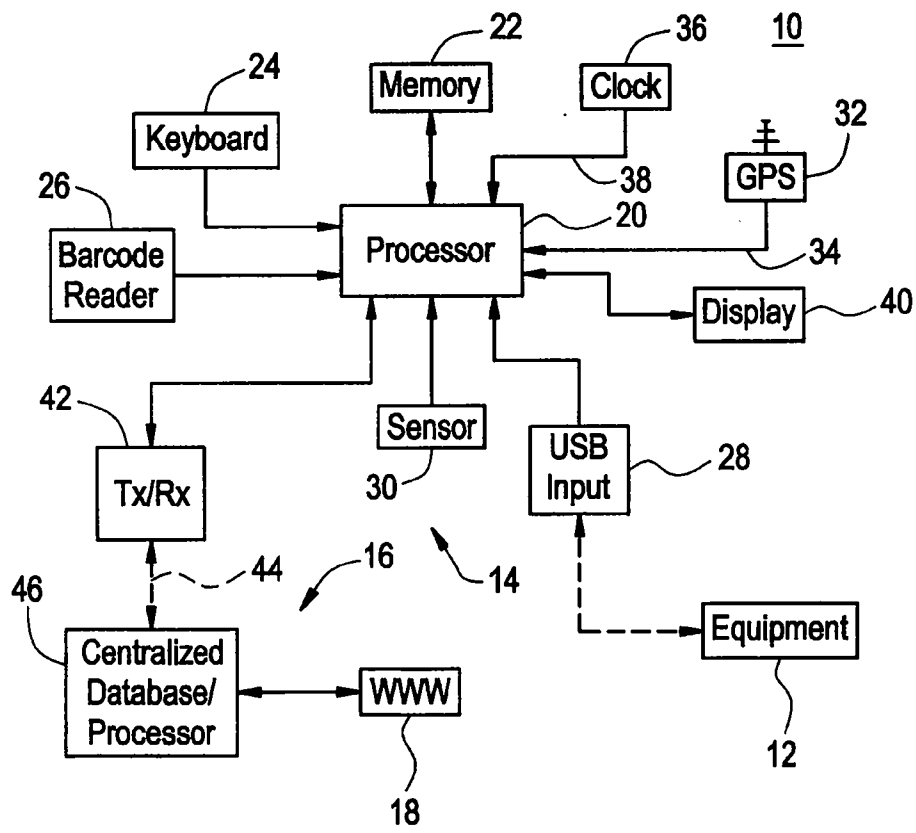 10
22
36
24
Memory
Clock
32
Keyboard
GPS
26
38
20
Barcode
Reader
Processor
34
Display
40
42
Sensor
USB
Input
28
30
Tx/Rx
16
14
44
46
Equipment
Centralized
Database/
Processor
WWW
12
18